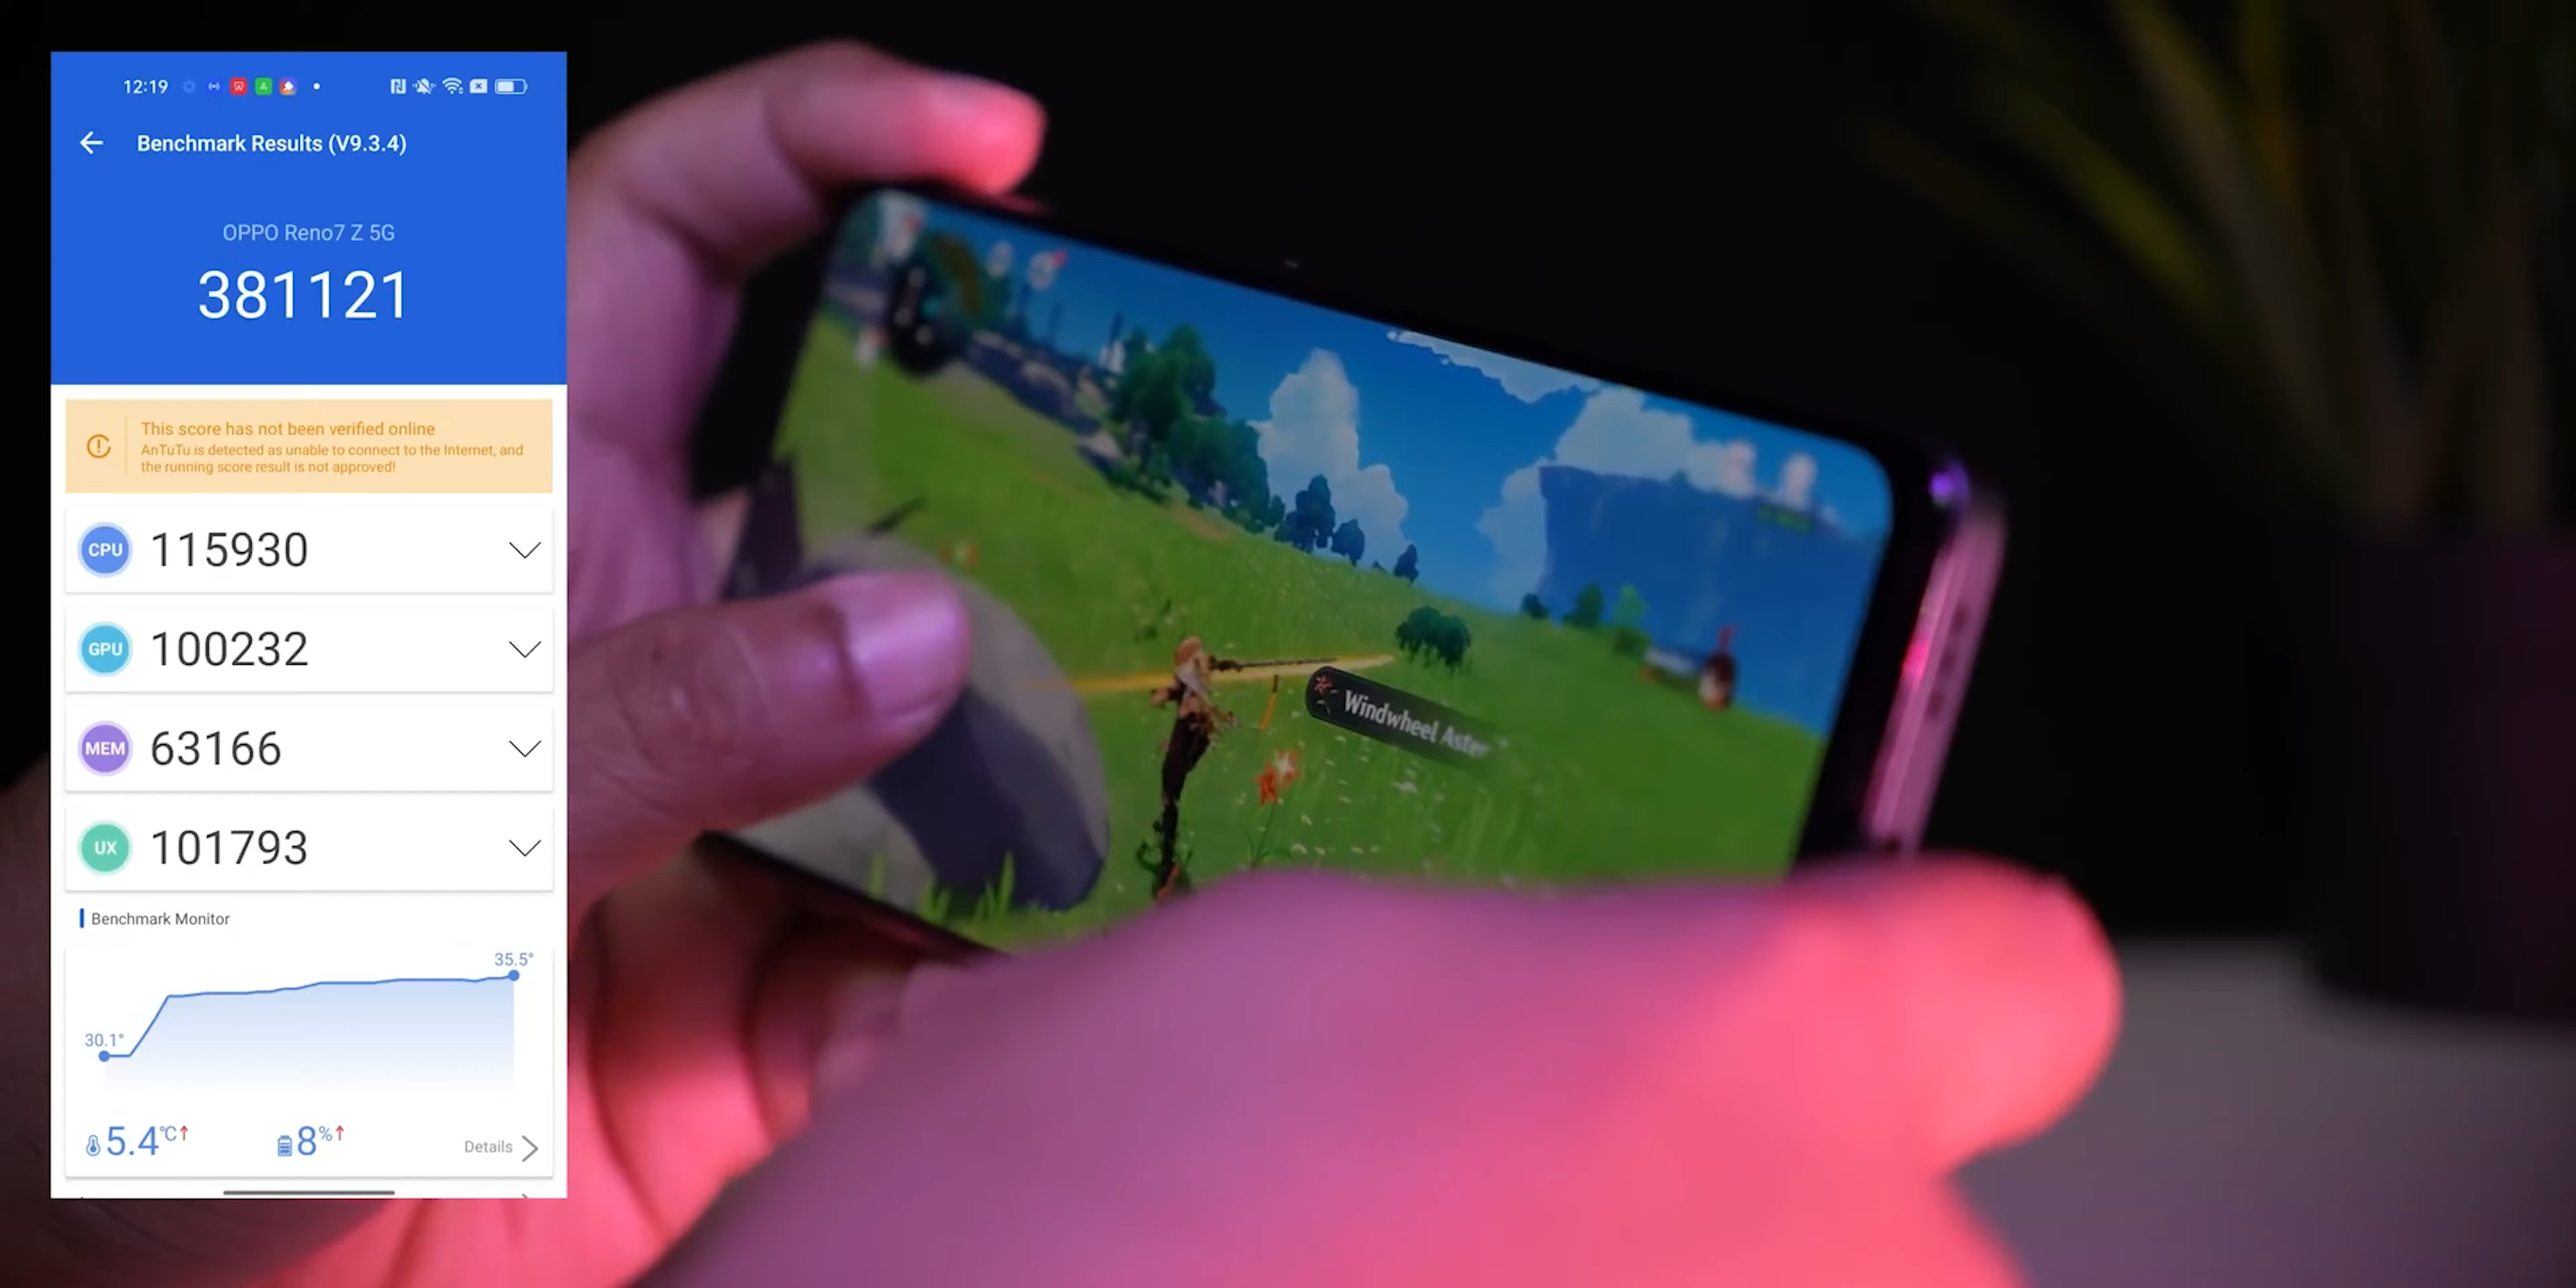 12:19
Benchmark Results (V9.3.4)
OPPO Reno7 Z 5G
381121
This score has not been verified online
AnTuTu is detected as unable to connect to the Internet, and
the running score result is not approved!
CPU 115930
GPU 100232
MEM 63166
UX 101793
Benchmark Monitor
35.5°
30.1°
5.4°C↑ 8%↑ Details
Windwheel Aster